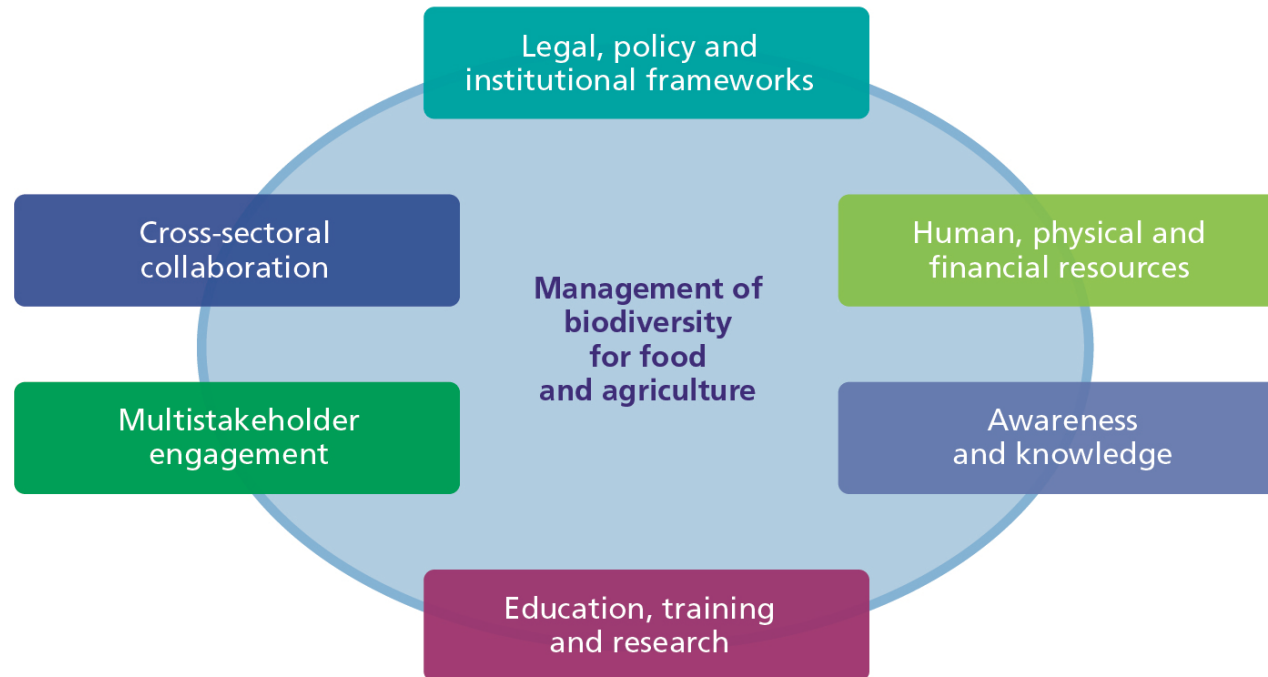 Legal, policy and
institutional frameworks
Cross-sectoral
collaboration
Human, physical and
financial resources
Management of
biodiversity
for food
and agriculture
Multistakeholder
engagement
Awareness
and knowledge
Education, training
and research